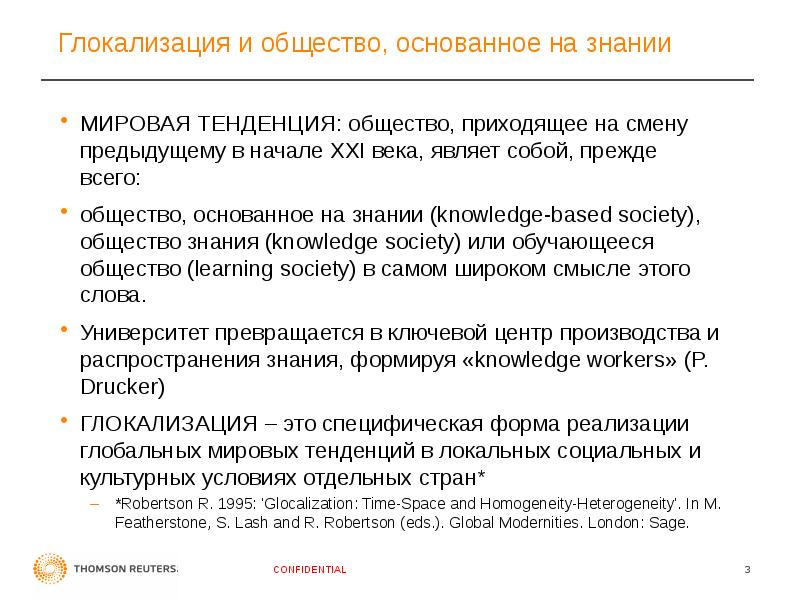 Глокализация и общество, основанное на знании
• МИРОВАЯ ТЕНДЕНЦИЯ: общество, приходящее на смену
предыдущему в начале XXI века, являет собой, прежде
всего:
• общество, основанное на знании (knowledge-based society),
общество знания (knowledge society) или обучающееся
общество (learning society) в самом широком смысле этого
слова.
• Университет превращается в ключевой центр производства и
распространения знания, формируя «knowledge workers» (P.
Drucker)
• ГЛОКАЛИЗАЦИЯ – это специфическая форма реализации
глобальных мировых тенденций в локальных социальных и
культурных условиях отдельных стран*
– *Robertson R. 1995: 'Glocalization: Time-Space and Homogeneity-Heterogeneity'. In M.
Featherstone, S. Lash and R. Robertson (eds.). Global Modernities. London: Sage.
THOMSON REUTERS
CONFIDENTIAL
3